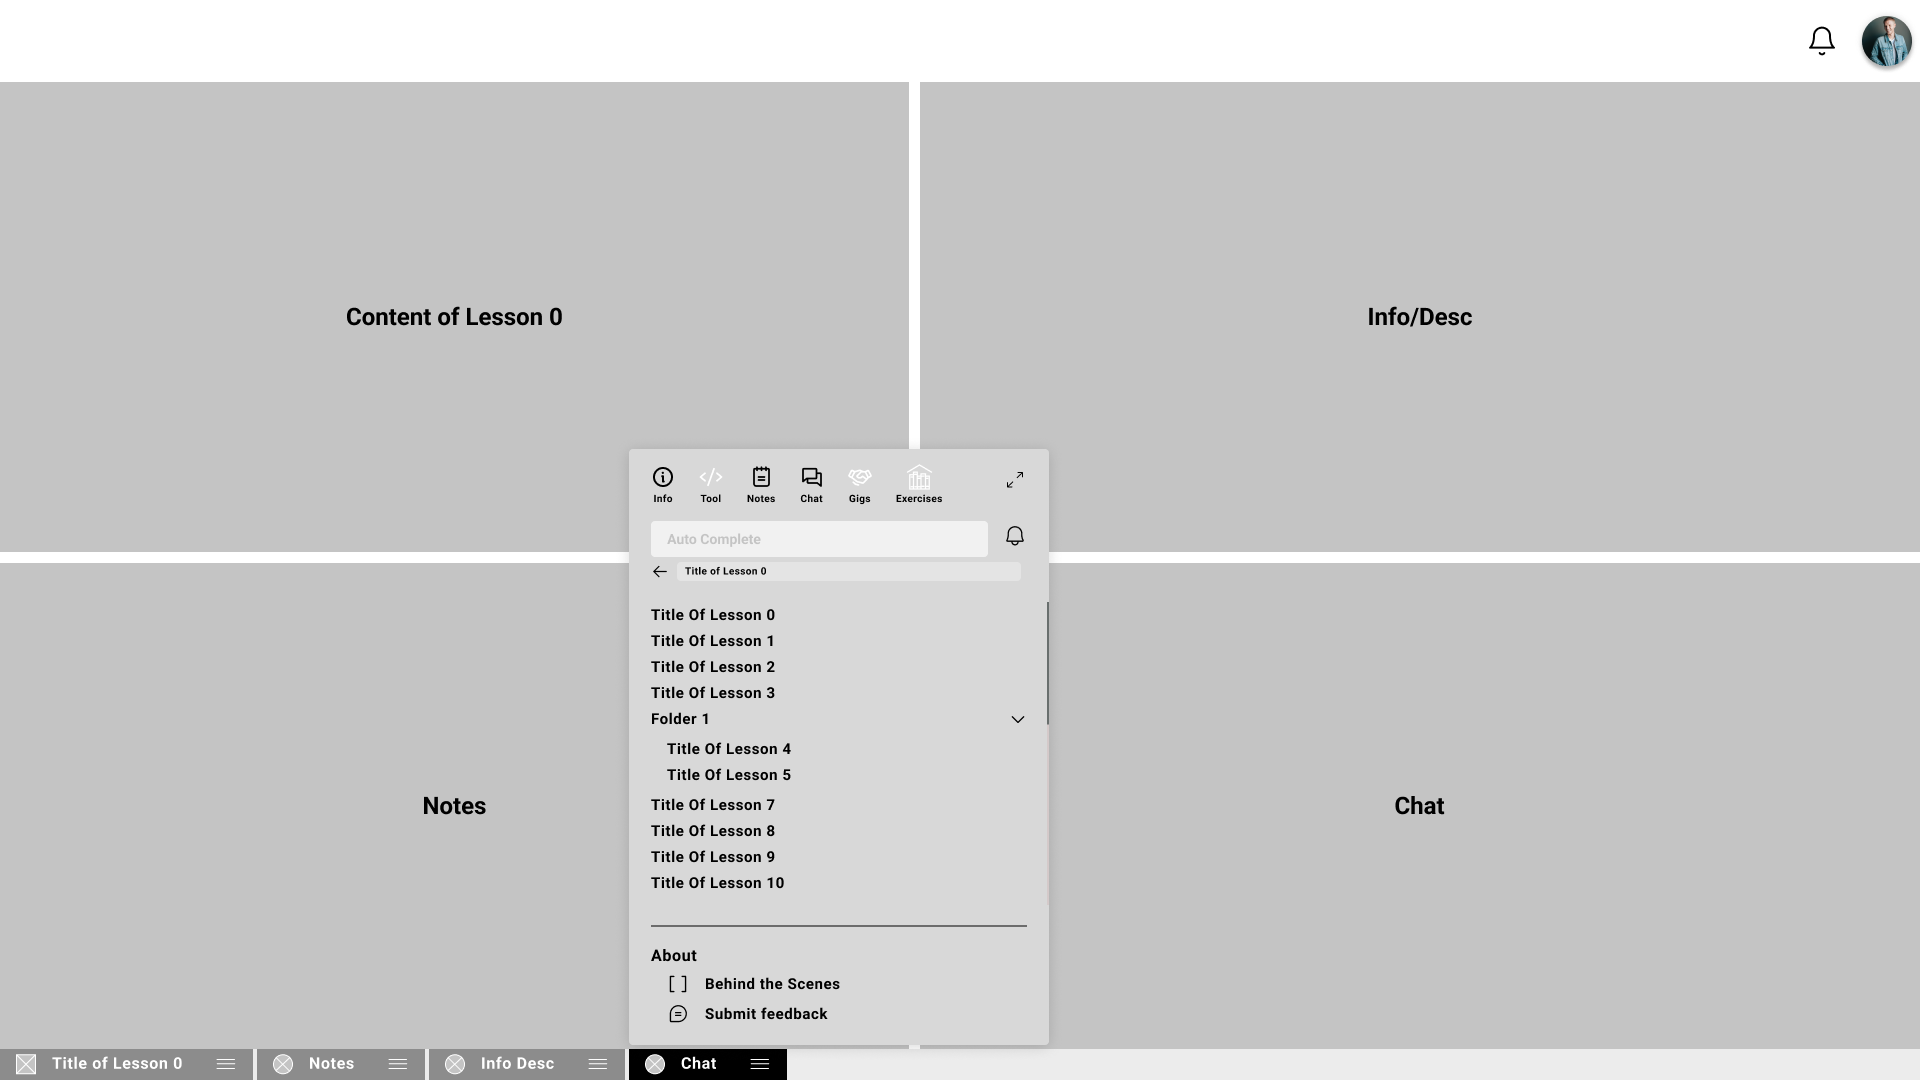 Content of Lesson 0
Info/Desc
Info
Tool
Notes
Chat
Gigs
Exercises
Auto Complete
Title of Lesson 0
Title Of Lesson 0
Title Of Lesson 1
Title Of Lesson 2
Title Of Lesson 3
Folder 1
Title Of Lesson 4
Title Of Lesson 5
Title Of Lesson 7
Title Of Lesson 8
Title Of Lesson 9
Title Of Lesson 10
About
Behind the Scenes
Submit feedback
Notes
Chat
Title of Lesson 0
Notes
Info Desc
Chat